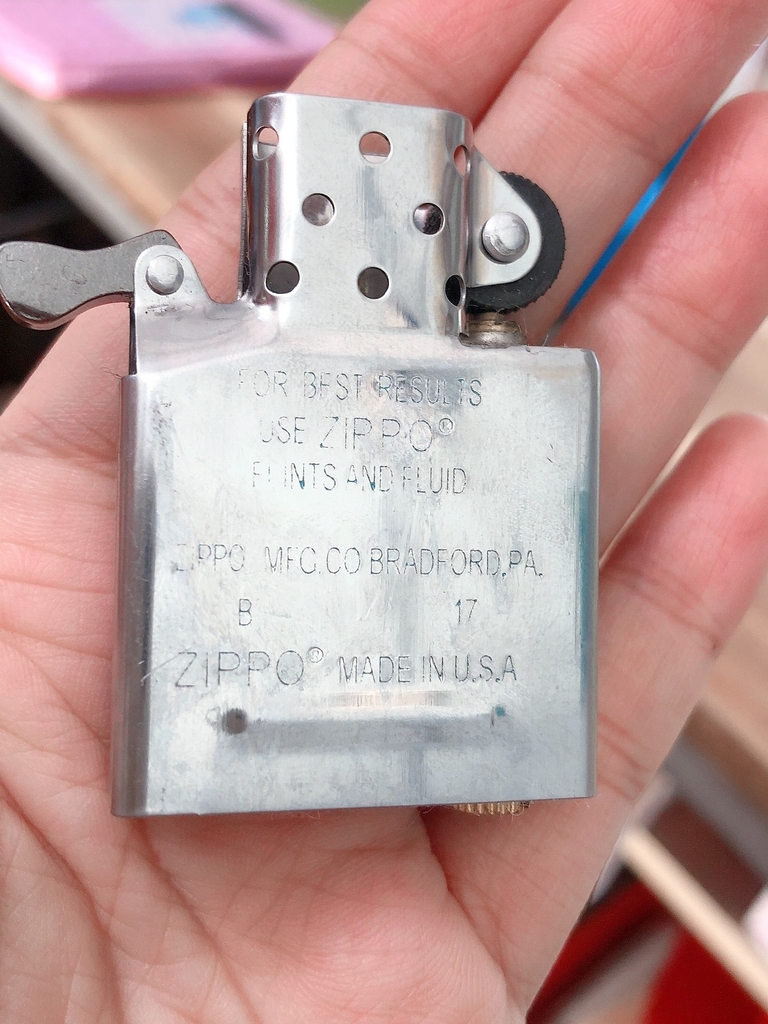 FOR BEST RESULTS
USE ZIPPO®
FLINTS AND FLUID
ZIPPO MFG.CO BRADFORD,PA.
B 17
ZIPPO® MADE IN U.S.A